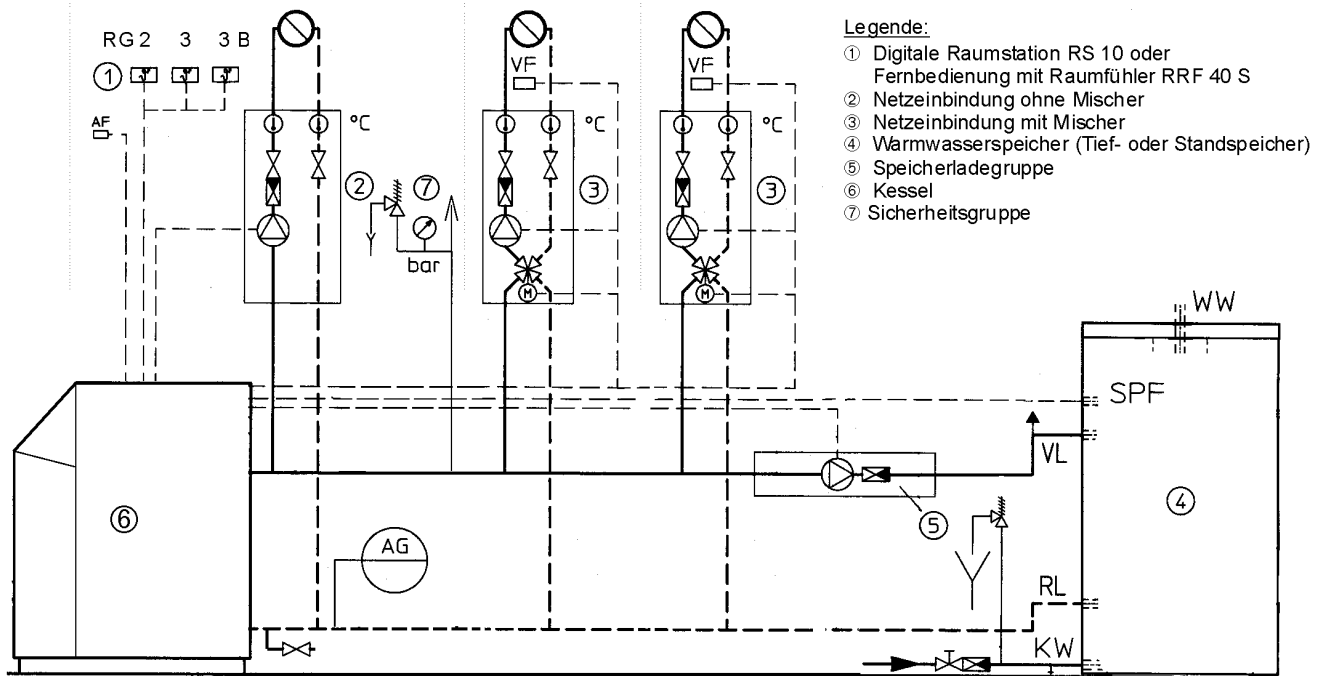 RG 2 3 3 B
①
AF
°C
②
⑦
bar
VF
°C
③
M
VF
°C
③
M
Legende:
① Digitale Raumstation RS 10 oder
Fernbedienung mit Raumfühler RRF 40 S
② Netzeinbindung ohne Mischer
③ Netzeinbindung mit Mischer
④ Warmwasserspeicher (Tief- oder Standspeicher)
⑤ Speicherladegruppe
⑥ Kessel
⑦ Sicherheitsgruppe
WW
SPF
VL
④
⑤
⑥
AG
RL
KW